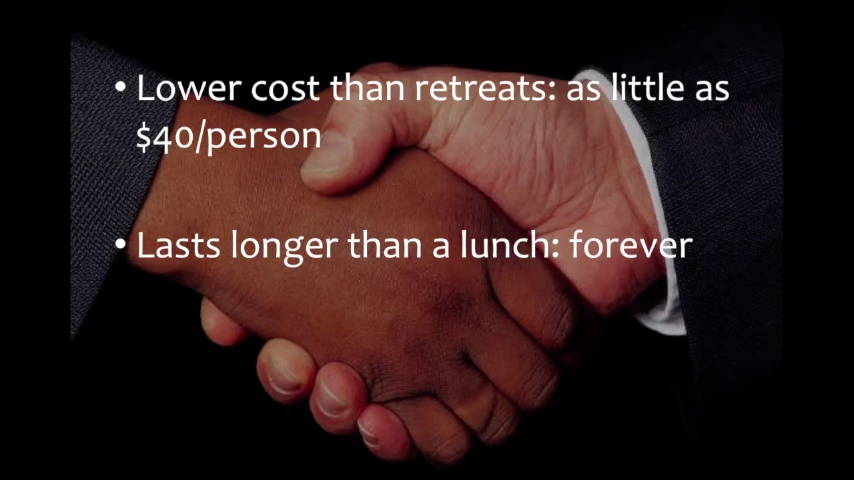 • Lower cost than retreats: as little as
$40/person
• Lasts longer than a lunch: forever